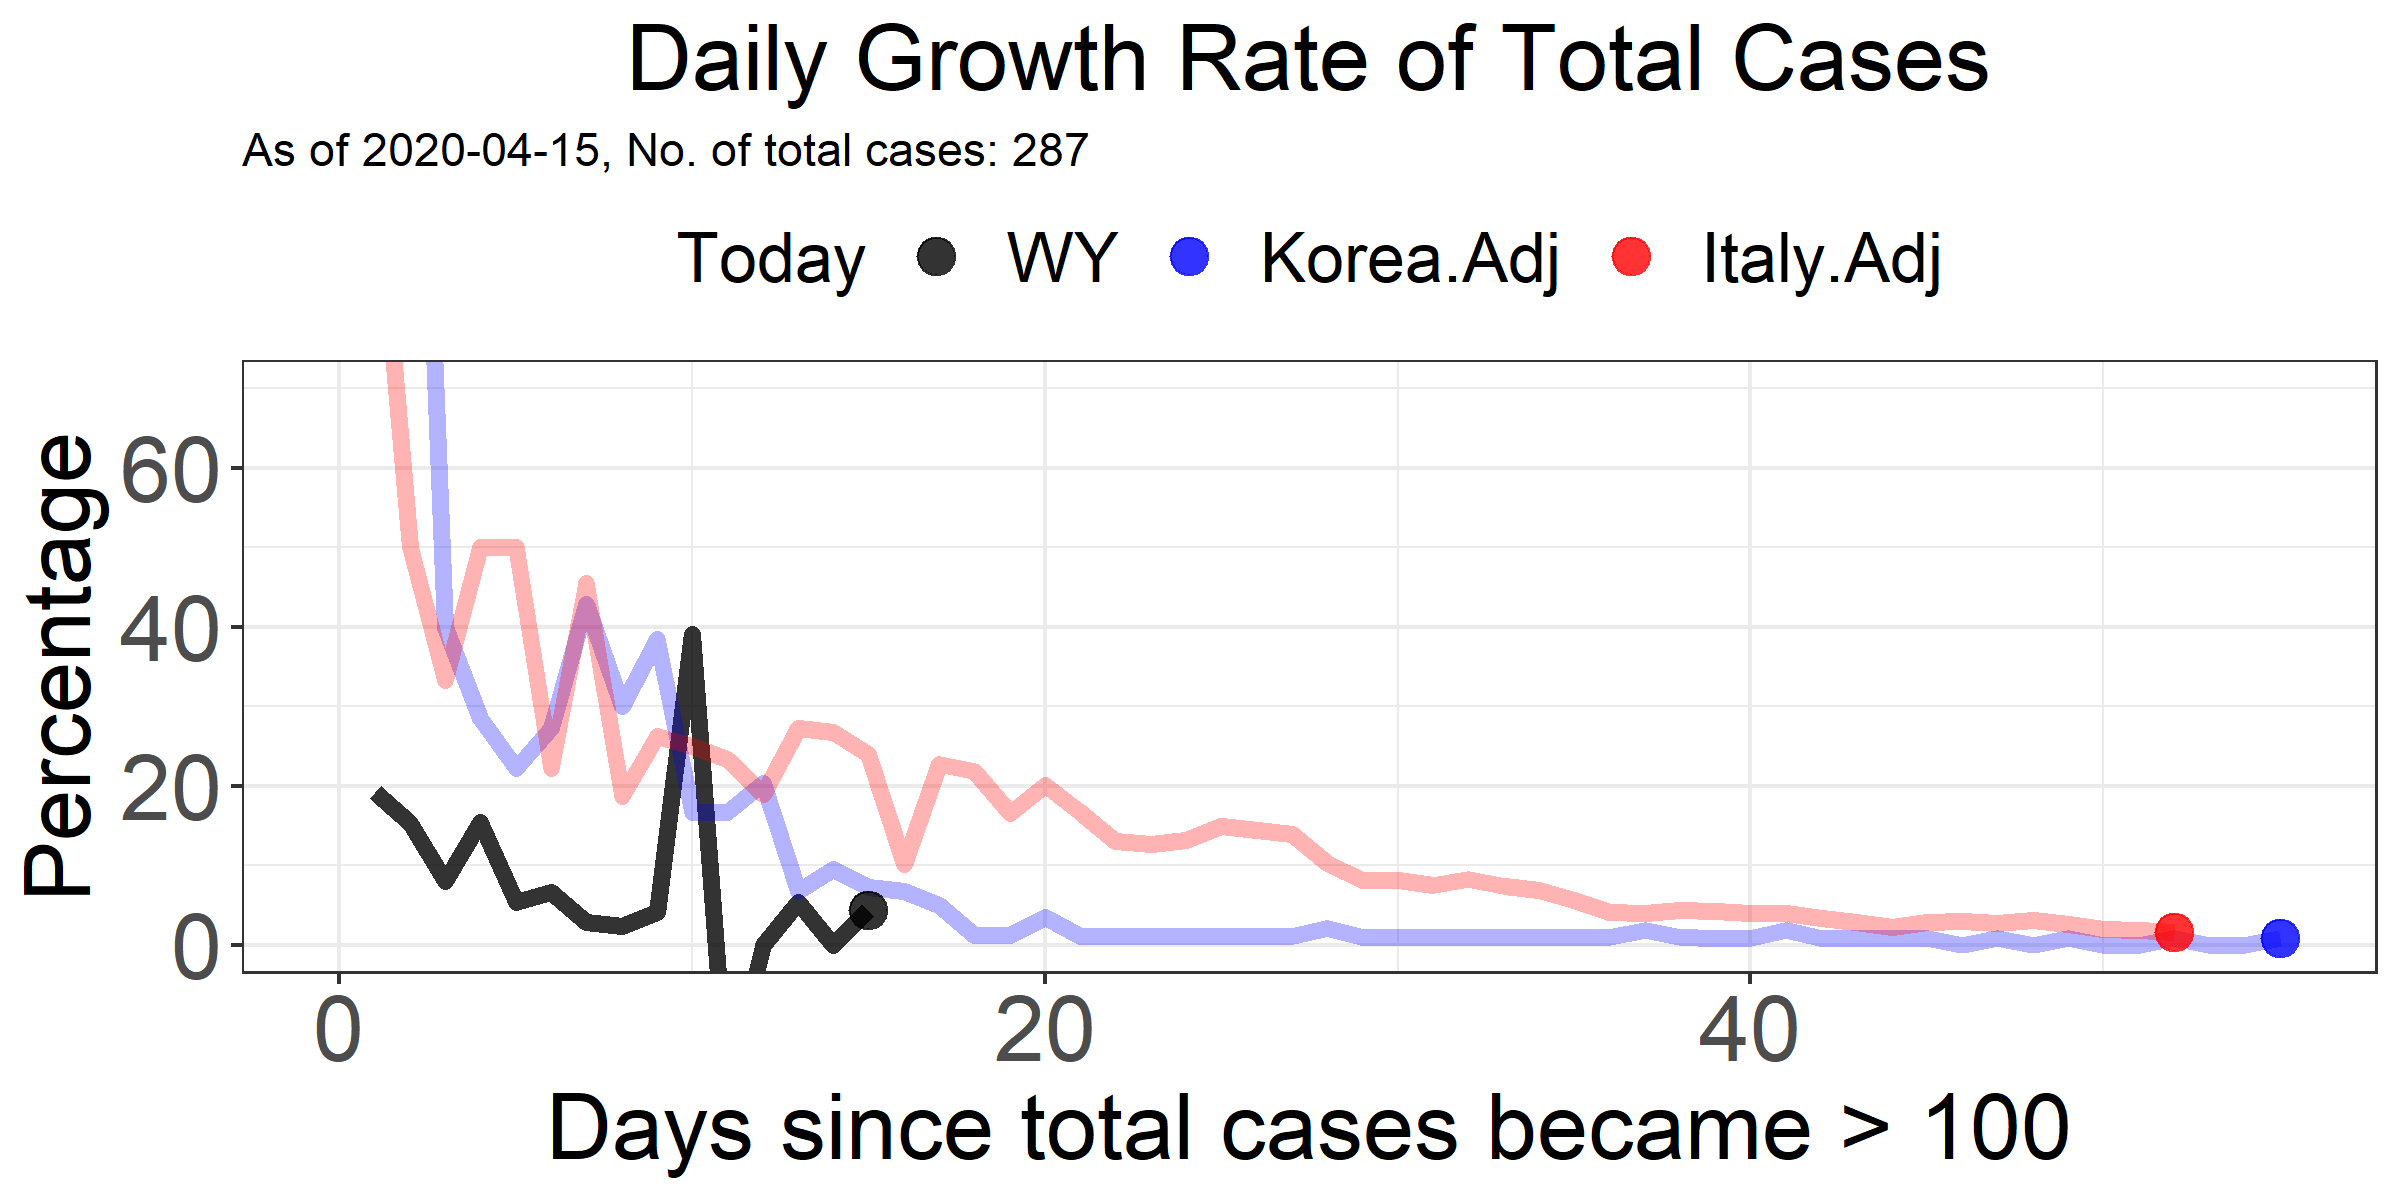 Daily Growth Rate of Total Cases
As of 2020-04-15, No. of total cases: 287
Today WY Korea.Adj Italy.Adj
Percentage
60
40
20
0
0 20 40
Days since total cases became > 100